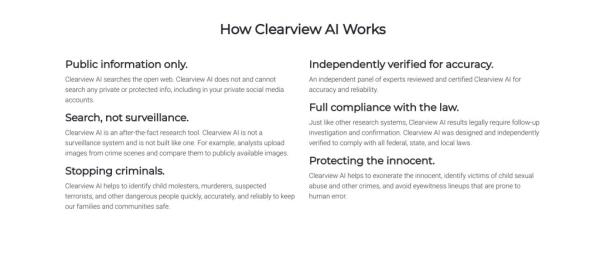 How Clearview AI Works
Public information only.
Clearview AI searches the open web. Clearview AI does not and cannot
search any private or protected info, including in your private social media
accounts.
Search, not surveillance.
Clearview AI is an after-the-fact research tool. Clearview AI is not a
surveillance system and is not built like one. For example, analysts upload
images from crime scenes and compare them to publicly available images.
Stopping criminals.
Clearview AI helps to identify child molesters, murderers, suspected
terrorists, and other dangerous people quickly, accurately, and reliably to keep
our families and communities safe.
Independently verified for accuracy.
An independent panel of experts reviewed and certified Clearview AI for
accuracy and reliability.
Full compliance with the law.
Just like other research systems, Clearview AI results legally require follow-up
investigation and confirmation. Clearview AI was designed and independently
verified to comply with all federal, state, and local laws.
Protecting the innocent.
Clearview AI helps to exonerate the innocent, identify victims of child sexual
abuse and other crimes, and avoid eyewitness lineups that are prone to
human error.